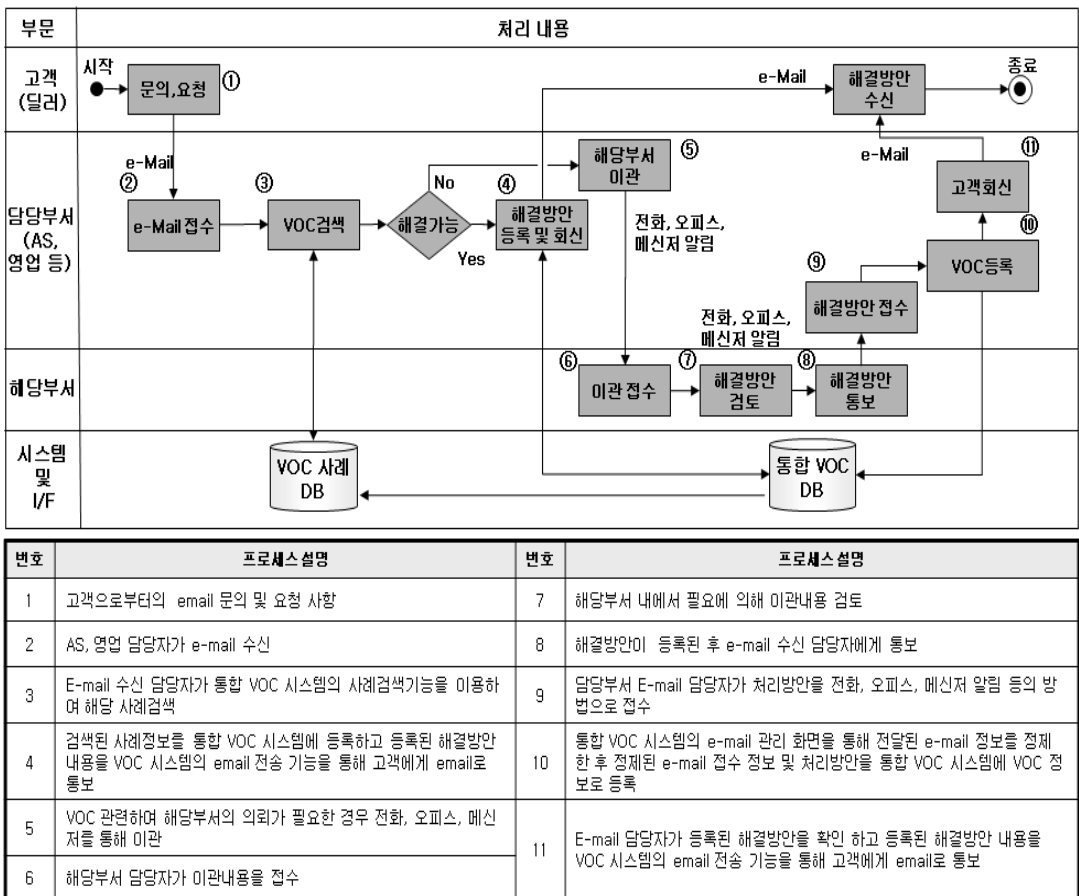 부문
처리 내용
고객
(딜러)
시작
문의,요청
①
e-Mail
해결방안
수신
종료
담당부서
(AS,
영업 등)
e-Mail
②
e-Mail 접수
③
VOC검색
No
해결가능
Yes
④
해결방안
등록 및 회신
해당부서
이관
⑤
전화, 오피스,
메신저 알림
e-Mail
⑪
고객회신
⑩
VOC등록
⑨
해결방안 접수
전화, 오피스,
메신저 알림
해당부서
⑥
이관 접수
⑦
해결방안
검토
⑧
해결방안
통보
시스템
및
I/F
VOC 사례
DB
통합 VOC
DB
번호
프로세스설명
번호
프로세스설명
1
고객으로부터의 email 문의 및 요청 사항
7
해당부서 내에서 필요에 의해 이관내용 검토
2
AS, 영업 담당자가 e-mail 수신
8
해결방안이 등록된 후 e-mail 수신 담당자에게 통보
3
E-mail 수신 담당자가 통합 VOC 시스템의 사례검색기능을 이용하
여 해당 사례검색
9
담당부서 E-mail 담당자가 처리방안을 전화, 오피스, 메신저 알림 등의 방
법으로 접수
4
검색된 사례정보를 통합 VOC 시스템에 등록하고 등록된 해결방안
내용을 VOC 시스템의 email 전송 기능을 통해 고객에게 email로
통보
10
통합 VOC 시스템의 e-mail 관리 화면을 통해 전달된 e-mail 정보를 정제
한 후 정제된 e-mail 접수 정보 및 처리방안을 통합 VOC 시스템에 VOC 정
보로 등록
5
VOC 관련하여 해당부서의 의뢰가 필요한 경우 전화, 오피스, 메신
저를 통해 이관
11
E-mail 담당자가 등록된 해결방안을 확인 하고 등록된 해결방안 내용을
VOC 시스템의 email 전송 기능을 통해 고객에게 email로 통보
6
해당부서 담당자가 이관내용을 접수